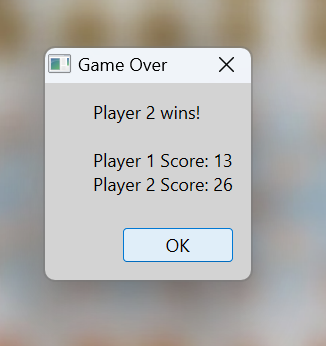 Game Over
Player 2 wins!
Player 1 Score: 13
Player 2 Score: 26
OK